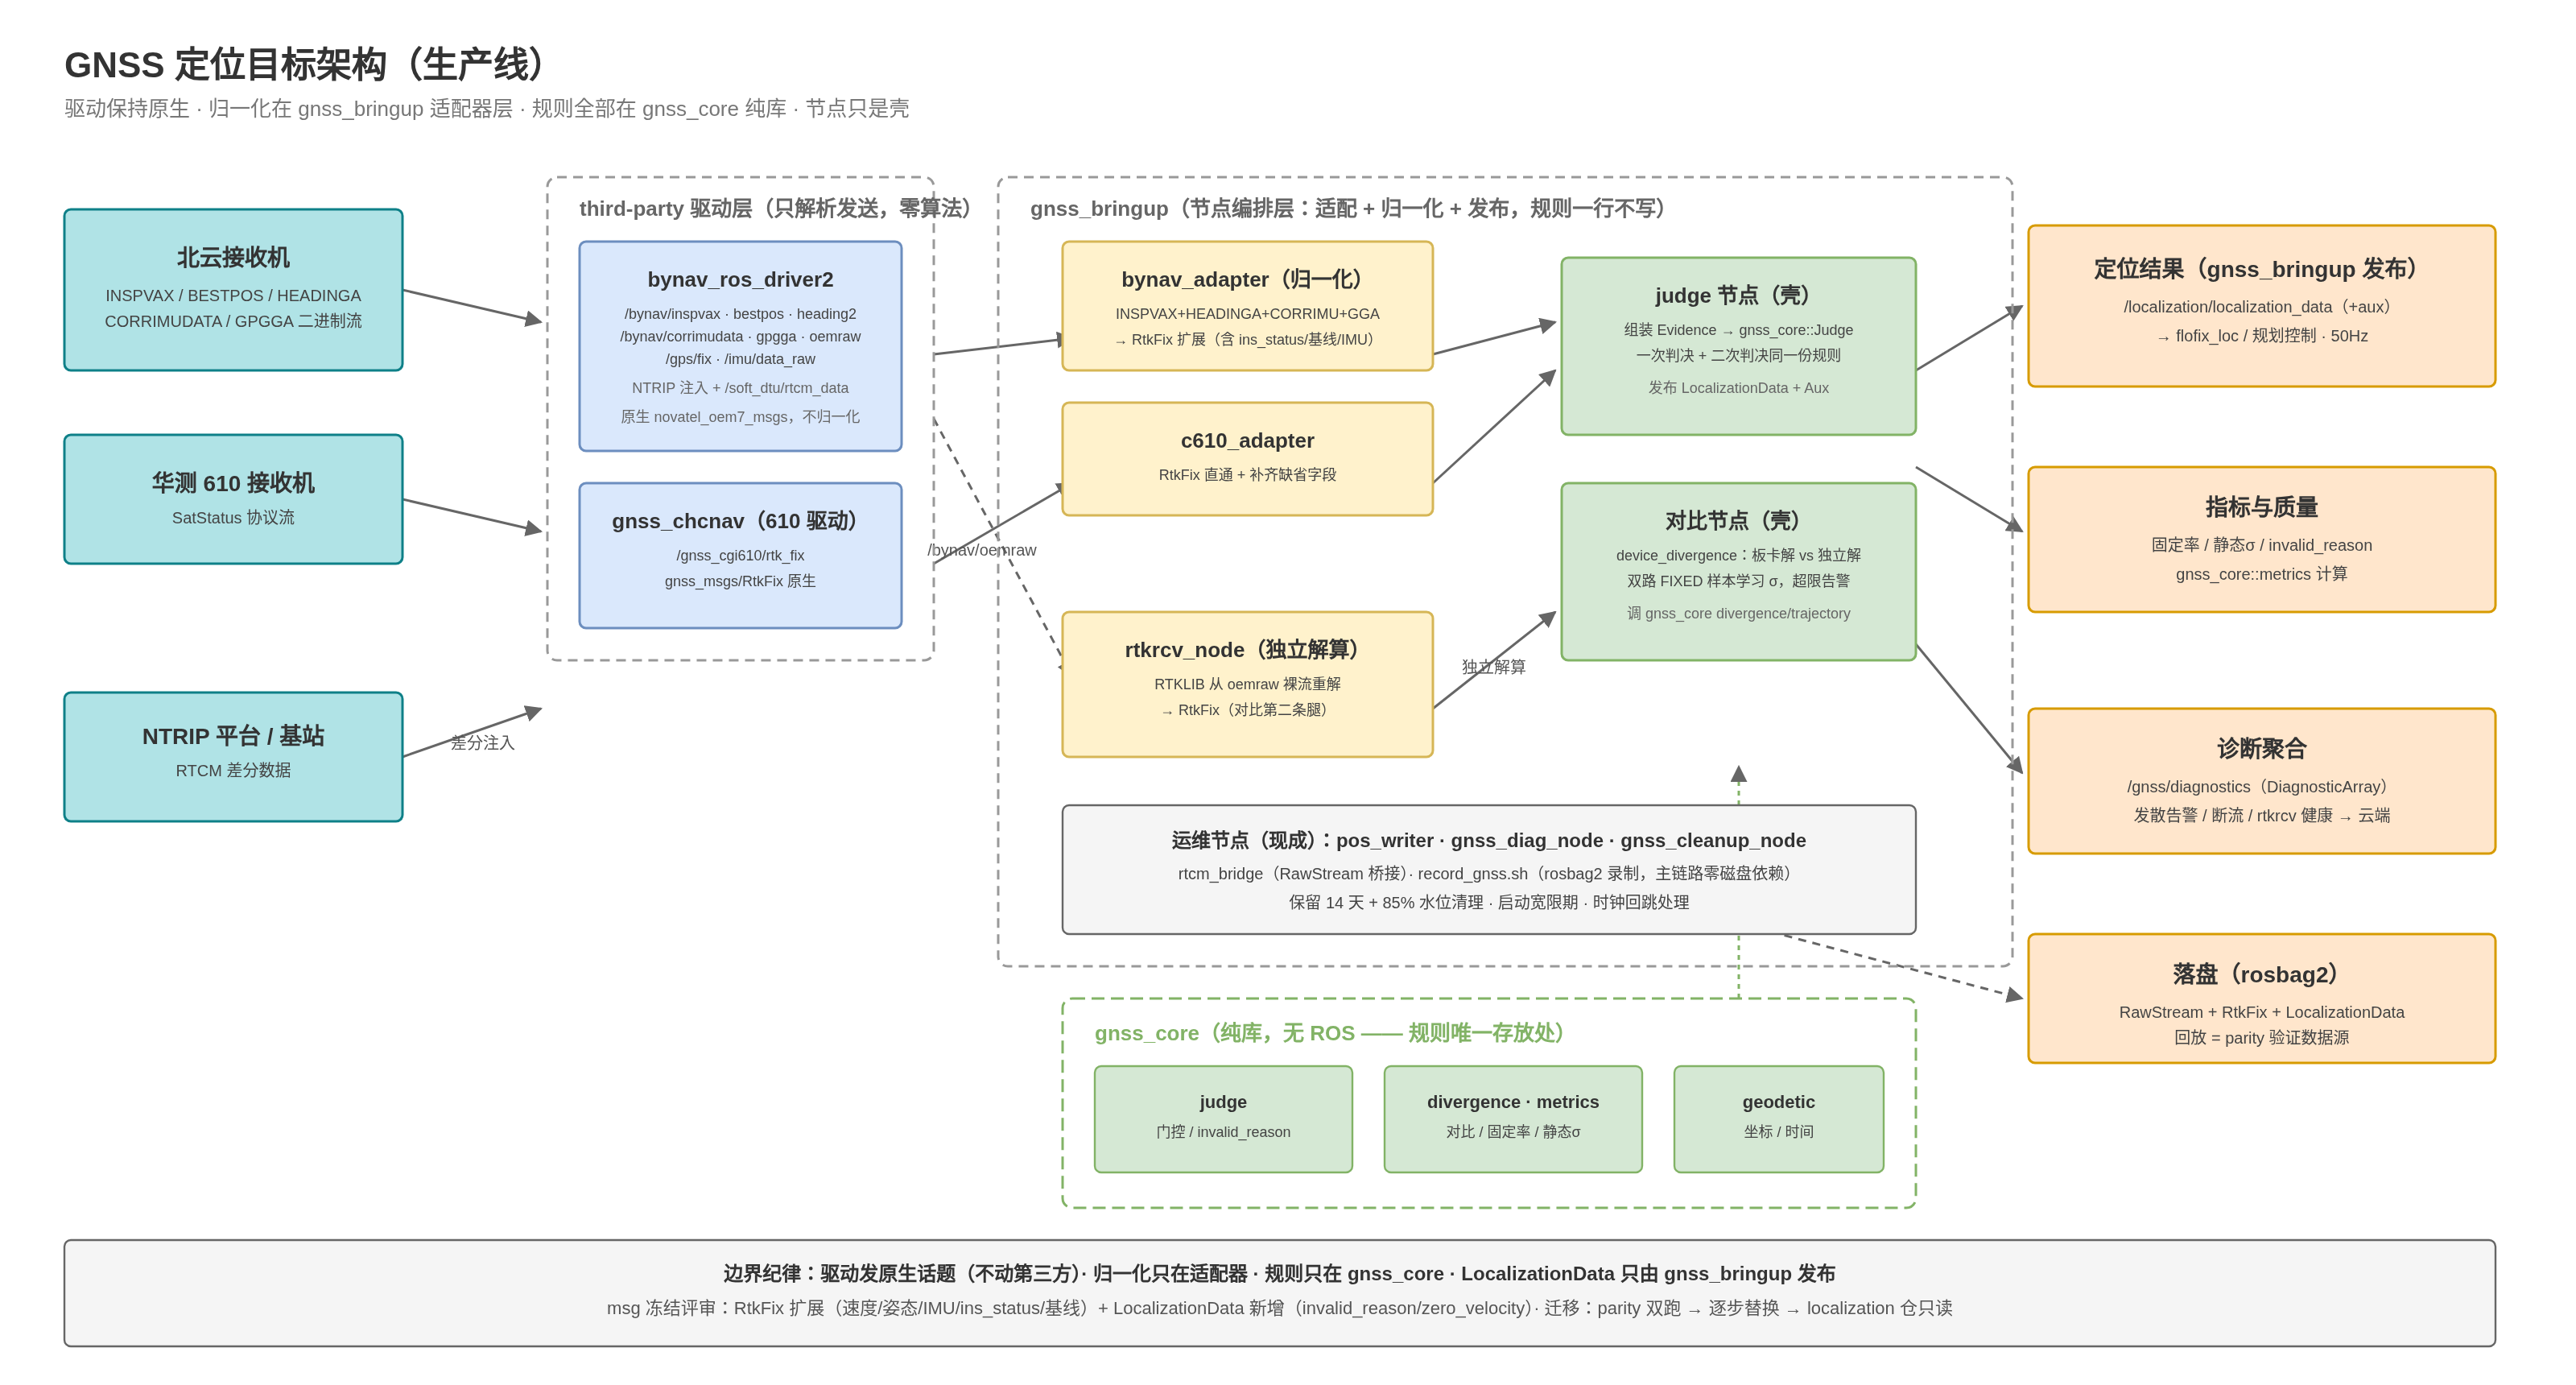 GNSS 定位目标架构（生产线）
驱动保持原生 · 归一化在 gnss_bringup 适配器层 · 规则全部在 gnss_core 纯库 · 节点只是壳
北云接收机
INSPVAX / BESTPOS / HEADINGA
CORRIMUDATA / GPGGA 二进制流
华测 610 接收机
SatStatus 协议流
NTRIP 平台 / 基站
RTCM 差分数据
差分注入
third-party 驱动层（只解析发送，零算法）
bynav_ros_driver2
/bynav/inspvax · bestpos · heading2
/bynav/corrimudata · gpgga · oemraw
/gps/fix · /imu/data_raw
NTRIP 注入 + /soft_dtu/rtcm_data
原生 novatel_oem7_msgs，不归一化
gnss_chcnav（610 驱动）
/gnss_cgi610/rtk_fix
gnss_msgs/RtkFix 原生
/bynav/oemraw
gnss_bringup（节点编排层：适配 + 归一化 + 发布，规则一行不写）
bynav_adapter（归一化）
INSPVAX+HEADINGA+CORRIMU+GGA
→ RtkFix 扩展（含 ins_status/基线/IMU）
c610_adapter
RtkFix 直通 + 补齐缺省字段
rtkrcv_node（独立解算）
RTKLIB 从 oemraw 裸流重解
→ RtkFix（对比第二条腿）
独立解算
judge 节点（壳）
组装 Evidence → gnss_core::Judge
一次判决 + 二次判决同一份规则
发布 LocalizationData + Aux
对比节点（壳）
device_divergence：板卡解 vs 独立解
双路 FIXED 样本学习 σ，超限告警
调 gnss_core divergence/trajectory
运维节点（现成）：pos_writer · gnss_diag_node · gnss_cleanup_node
rtcm_bridge（RawStream 桥接）· record_gnss.sh（rosbag2 录制，主链路零磁盘依赖）
保留 14 天 + 85% 水位清理 · 启动宽限期 · 时钟回跳处理
gnss_core（纯库，无 ROS —— 规则唯一存放处）
judge
门控 / invalid_reason
divergence · metrics
对比 / 固定率 / 静态σ
geodetic
坐标 / 时间
定位结果（gnss_bringup 发布）
/localization/localization_data（+aux）
→ flofix_loc / 规划控制 · 50Hz
指标与质量
固定率 / 静态σ / invalid_reason
gnss_core::metrics 计算
诊断聚合
/gnss/diagnostics（DiagnosticArray）
发散告警 / 断流 / rtkrcv 健康 → 云端
落盘（rosbag2）
RawStream + RtkFix + LocalizationData
回放 = parity 验证数据源
边界纪律：驱动发原生话题（不动第三方）· 归一化只在适配器 · 规则只在 gnss_core · LocalizationData 只由 gnss_bringup 发布
msg 冻结评审：RtkFix 扩展（速度/姿态/IMU/ins_status/基线）+ LocalizationData 新增（invalid_reason/zero_velocity）· 迁移：parity 双跑 → 逐步替换 → localization 仓只读